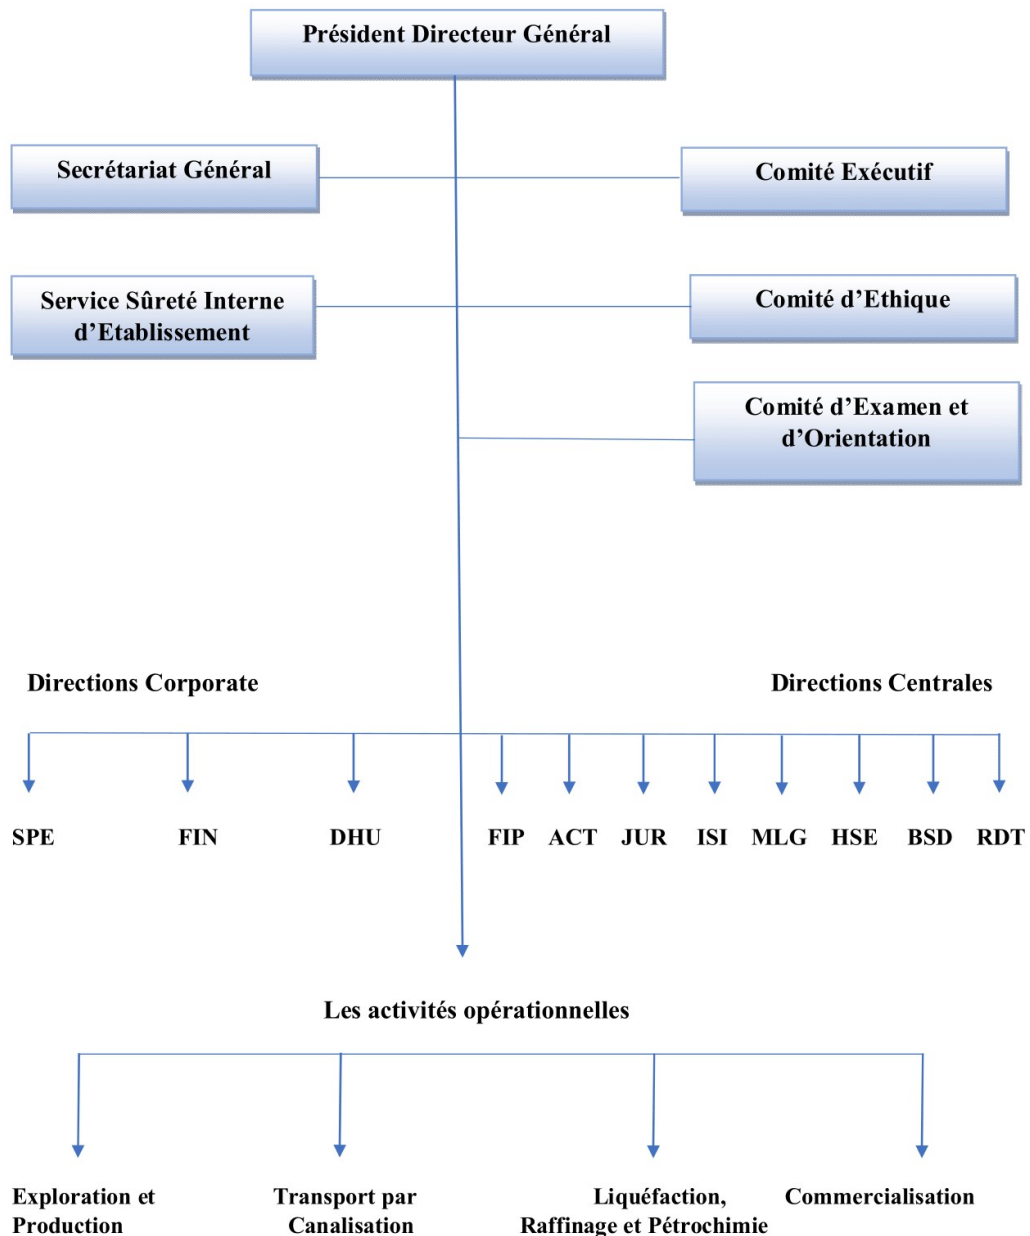 Président Directeur Général
Secrétariat Général
Comité Exécutif
Service Sûreté Interne
d’Etablissement
Comité d’Ethique
Comité d’Examen et
d’Orientation
Directions Corporate
Directions Centrales
SPE FIN DHU FIP ACT JUR ISI MLG HSE BSD RDT
Les activités opérationnelles
Exploration et
Production
Transport par
Canalisation
Liquéfaction,
Raffinage et Pétrochimie
Commercialisation